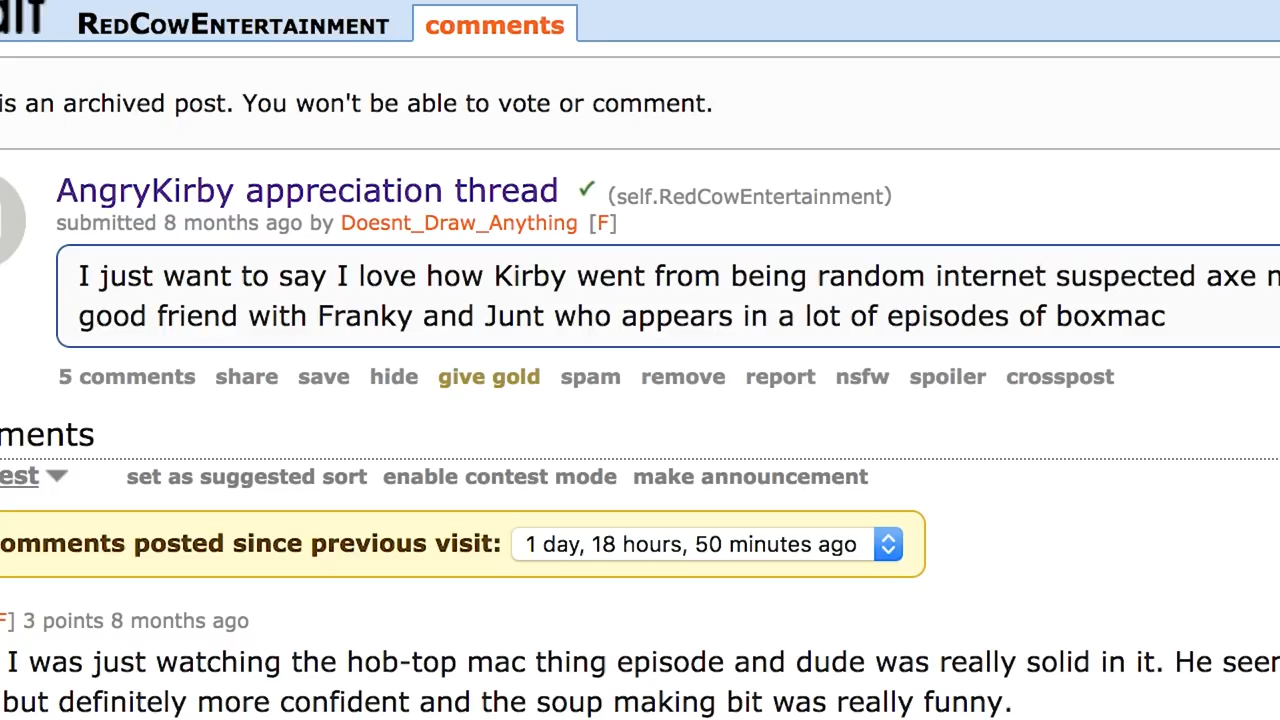 REDCOWENTERTAINMENT comments
is an archived post. You won't be able to vote or comment.
AngryKirby appreciation thread ✓ (self.RedCowEntertainment)
submitted 8 months ago by Doesnt_Draw_Anything [F]
I just want to say I love how Kirby went from being random internet suspected axe
good friend with Franky and Junt who appears in a lot of episodes of boxmac
5 comments share save hide give gold spam remove report nsfw spoiler crosspost
ments
est set as suggested sort enable contest mode make announcement
omments posted since previous visit: 1 day, 18 hours, 50 minutes ago
F] 3 points 8 months ago
I was just watching the hob-top mac thing episode and dude was really solid in it. He seer
but definitely more confident and the soup making bit was really funny.